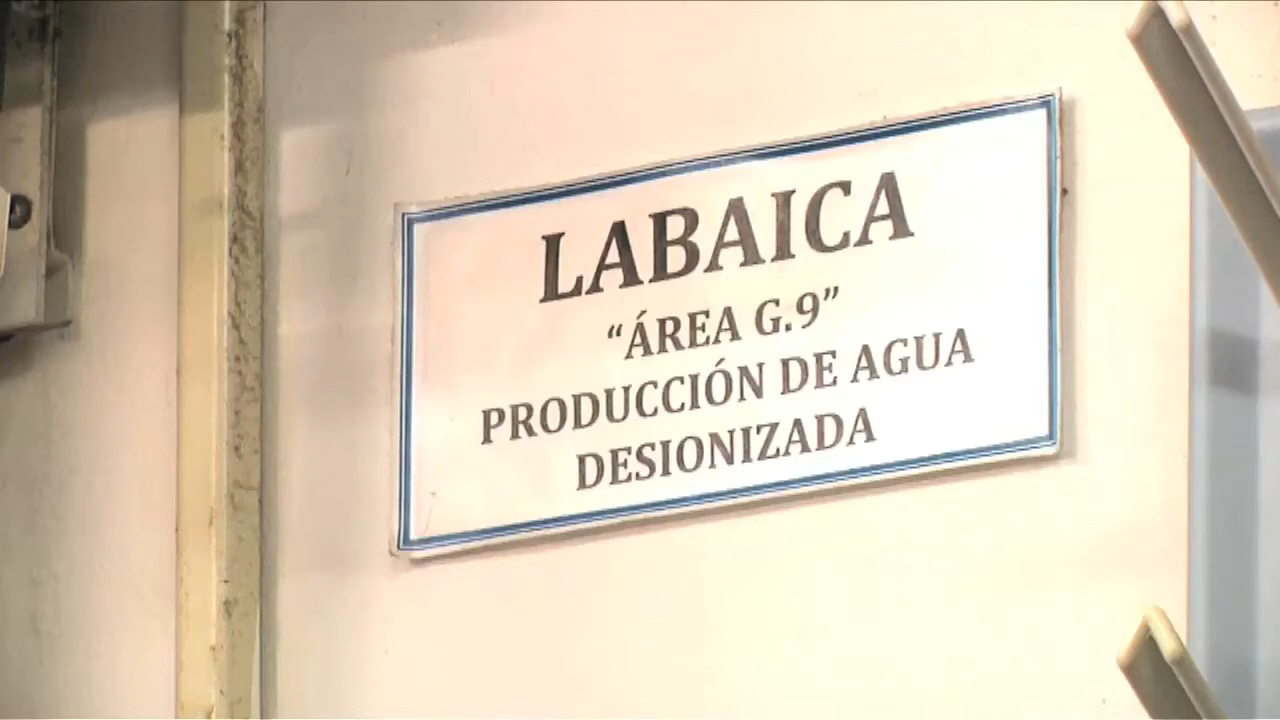 LABAICA
“ÁREA G.9”
PRODUCCIÓN DE AGUA
DESIONIZADA